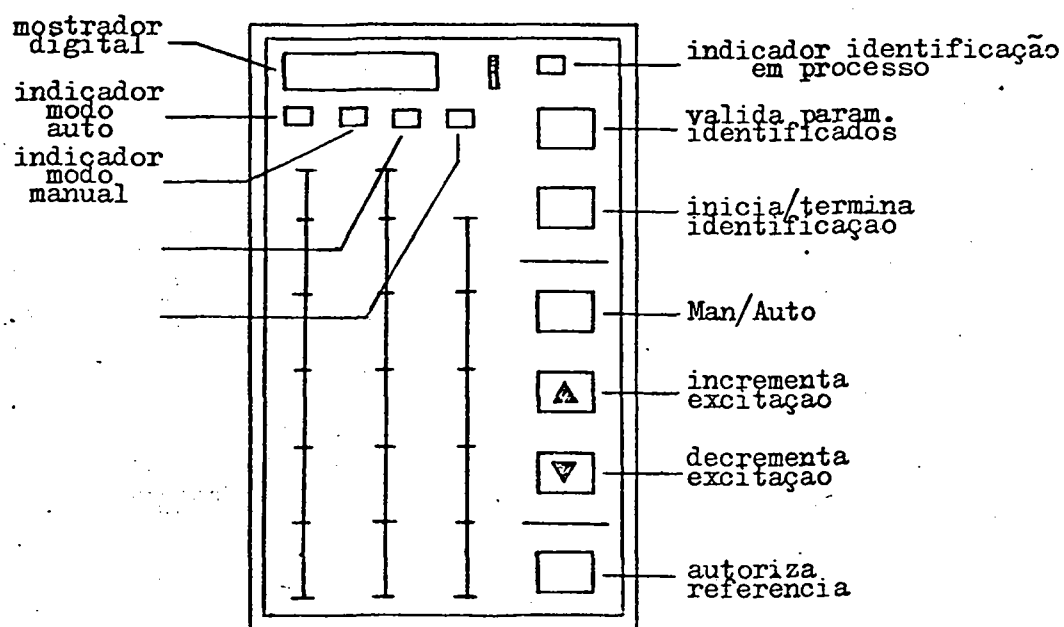 mostrador
digital
indicador
modo
auto
indicador
modo
manual
indicador identificação
em processo
valida param.
identificados
inicia/termina
identificaçao
Man/Auto
incrementa
excitaçao
decrementa
excitaçao
autoriza
referencia